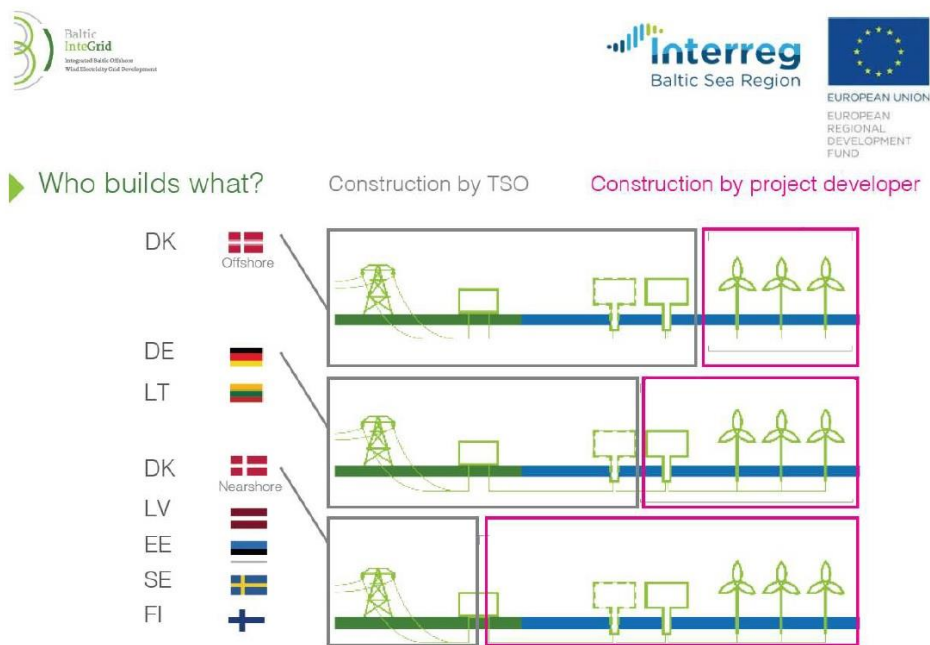 Baltic
InteGrid
Integrated Baltic Offshore
Wind Electricity Grid Development
Interreg
Baltic Sea Region
EUROPEAN UNION
EUROPEAN
REGIONAL
DEVELOPMENT
FUND
Who builds what?
Construction by TSO
Construction by project developer
DK
Offshore
DE
LT
DK
Nearshore
LV
EE
SE
FI